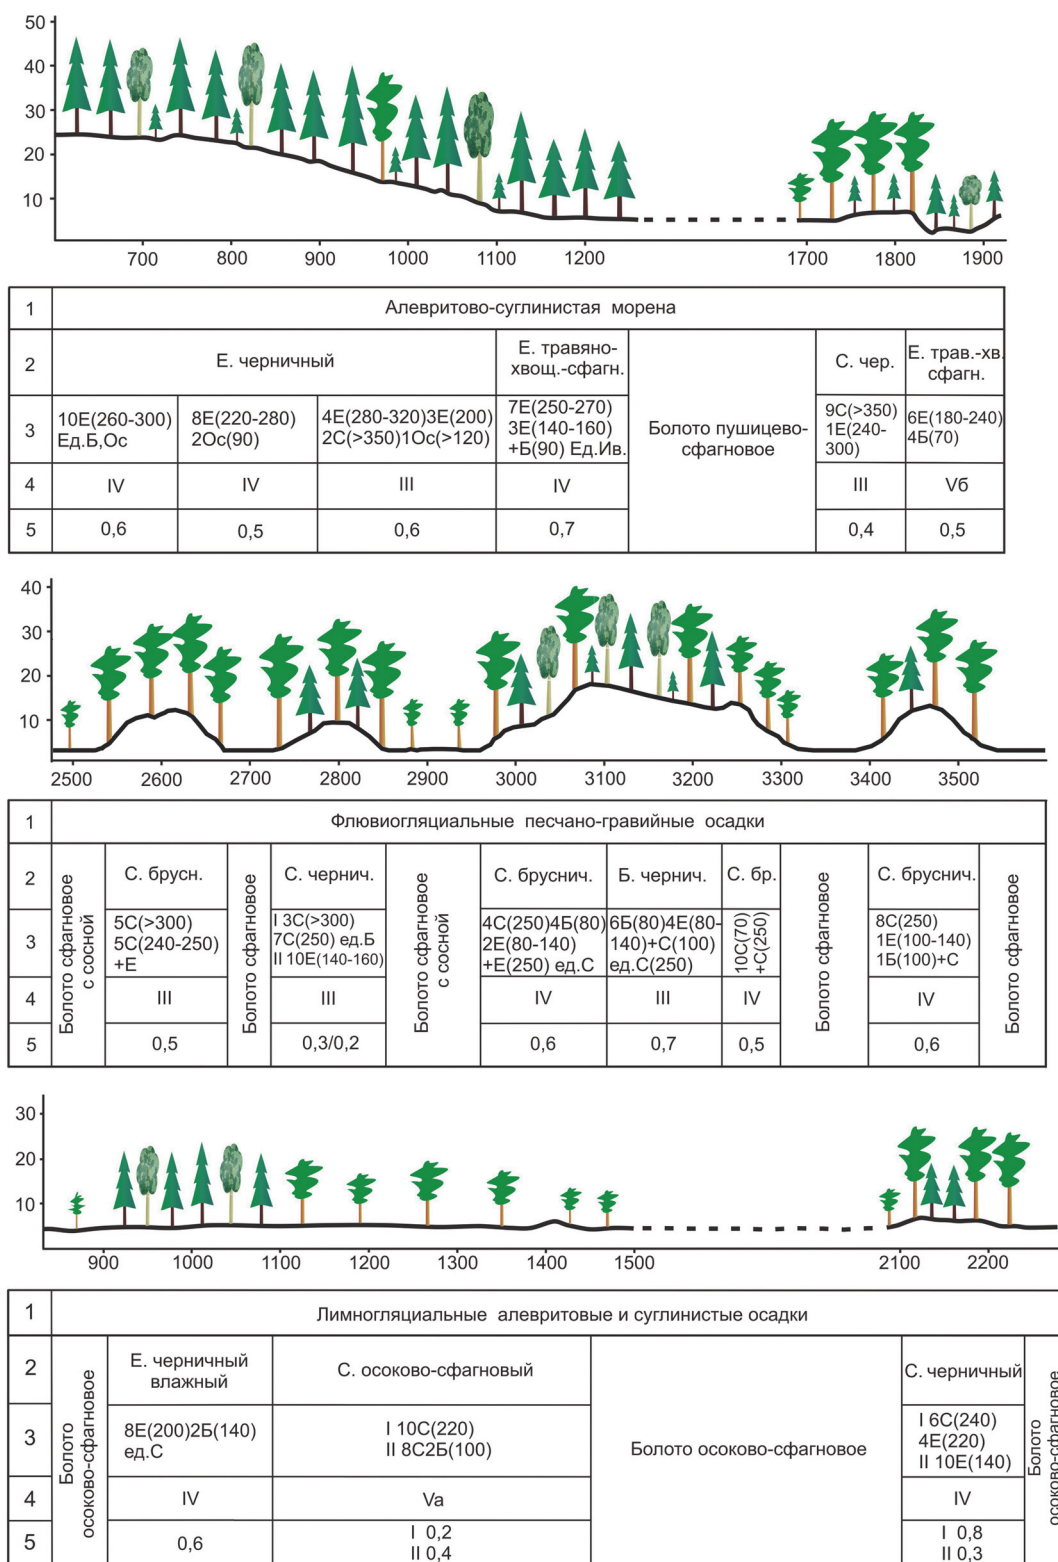 50
40
30
20
10
700 800 900 1000 1100 1200 1700 1800 1900
1 Алевритово-суглинистая морена
2 Е. черничный Е. травяно-хвощ.-сфагн. С. чер. Е. трав.-хв. сфагн.
3 10Е(260-300) Ед.Б,Ос 8Е(220-280) 2Ос(90) 4Е(280-320)3Е(200) 2С(>350)1Ос(>120) 7Е(250-270) 3Е(140-160) +Б(90) Ед.Ив. Болото пушицево-сфагновое 9С(>350) 1Е(240-300) 6Е(180-240) 4Б(70)
4 IV IV III IV III Vб
5 0,6 0,5 0,6 0,7 0,4 0,5
40
30
20
10
2500 2600 2700 2800 2900 3000 3100 3200 3300 3400 3500
1 Флювиогляциальные песчано-гравийные осадки
Болото сфагновое с сосной
Болото сфагновое
Болото сфагновое с сосной
Болото сфагновое
Болото сфагновое
2 С. брусн. С. чернич. С. бруснич. Б. чернич. С. бр. С. бруснич.
3 5С(>300) 5С(240-250) +Е I 3С(>300) 7С(250) ед.Б II 10Е(140-160) 4С(250)4Б(80) 2Е(80-140) +Е(250) ед.С 6Б(80)4Е(80-140)+С(100) ед.С(250) 10С(70) +С(250) 8С(250) 1Е(100-140) 1Б(100)+С
4 III III IV III IV IV
5 0,5 0,3/0,2 0,6 0,7 0,5 0,6
30
20
10
900 1000 1100 1200 1300 1400 1500 2100 2200
1 Лимногляциальные алевритовые и суглинистые осадки
Болото осоково-сфагновое
2 Е. черничный влажный С. осоково-сфагновый Болото осоково-сфагновое С. черничный
Болото осоково-сфагновое
3 8Е(200)2Б(140) ед.С I 10С(220) II 8С2Б(100) I 6С(240) 4Е(220) II 10Е(140)
4 IV Vа IV
5 0,6 I 0,2 II 0,4 I 0,8 II 0,3